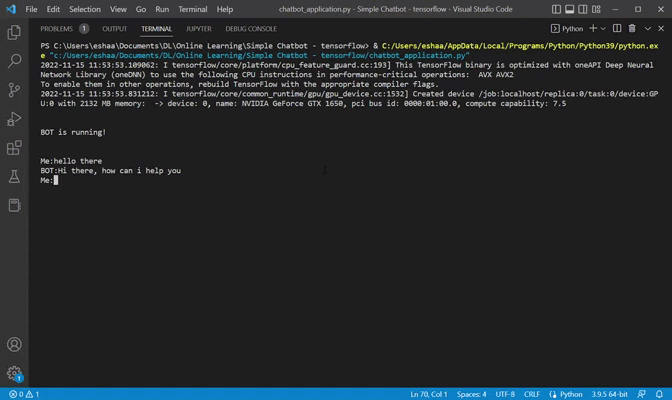 File Edit Selection View Go Run Terminal Help
chatbot_application.py - Simple Chatbot - tensorflow - Visual Studio Code
PROBLEMS 1 OUTPUT TERMINAL JUPYTER DEBUG CONSOLE
Python
PS C:\Users\eshaa\Documents\DL\Online Learning\Simple Chatbot - tensorflow> & C:/Users/eshaa/AppData/Local/Programs/Python/Python39/python.ex
e "c:/Users/eshaa/Documents/DL/Online Learning/Simple Chatbot - tensorflow/chatbot_application.py"
2022-11-15 11:53:53.109062: I tensorflow/core/platform/cpu_feature_guard.cc:193] This TensorFlow binary is optimized with oneAPI Deep Neural
Network Library (oneDNN) to use the following CPU instructions in performance-critical operations: AVX AVX2
To enable them in other operations, rebuild TensorFlow with the appropriate compiler flags.
2022-11-15 11:53:53.831212: I tensorflow/core/common_runtime/gpu/gpu_device.cc:1532] Created device /job:localhost/replica:0/task:0/device:GP
U:0 with 2132 MB memory: -> device: 0, name: NVIDIA GeForce GTX 1650, pci bus id: 0000:01:00.0, compute capability: 7.5
BOT is running!
Me:hello there
BOT:Hi there, how can i help you
Me:
1
0 1
Ln 70, Col 1 Spaces: 4 UTF-8 CRLF Python 3.9.5 64-bit